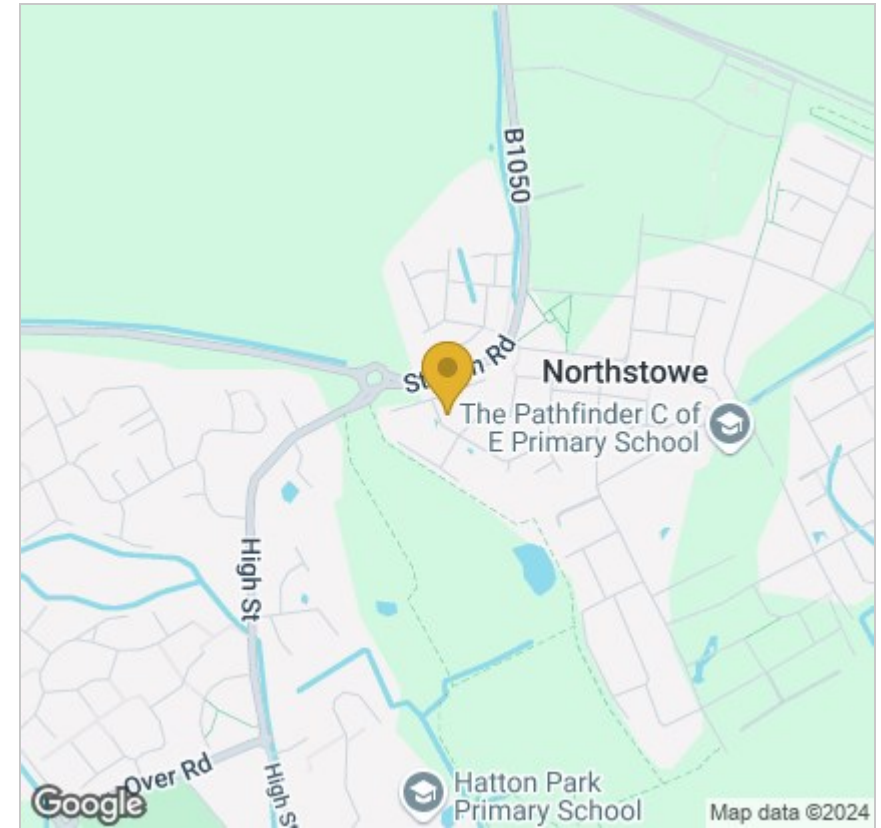 B1050
Rd
Northstowe
The Pathfinder C of
E Primary School
High St
Over Rd
Hatton Park
Primary School
Google
Map data ©2024